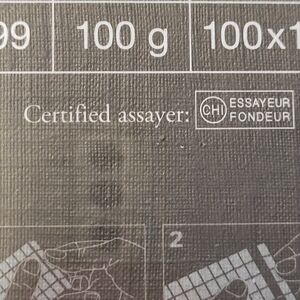 99 100 g 100x1
Certified assayer: CHI ESSAYEUR
FONDEUR
2